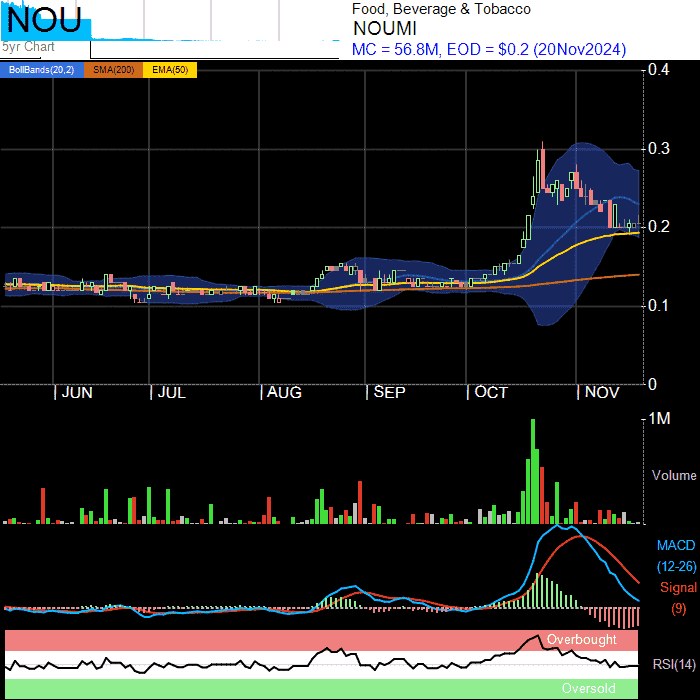 NOU
5yr Chart
Food, Beverage & Tobacco
NOUMI
MC = 56.8M, EOD = $0.2 (20Nov2024)
BollBands(20,2) SMA(200) EMA(50)
0.4
0.3
0.2
0.1
0
JUN JUL AUG SEP OCT NOV
1M
Volume
MACD
(12-26)
Signal
(9)
Overbought
RSI(14)
Oversold